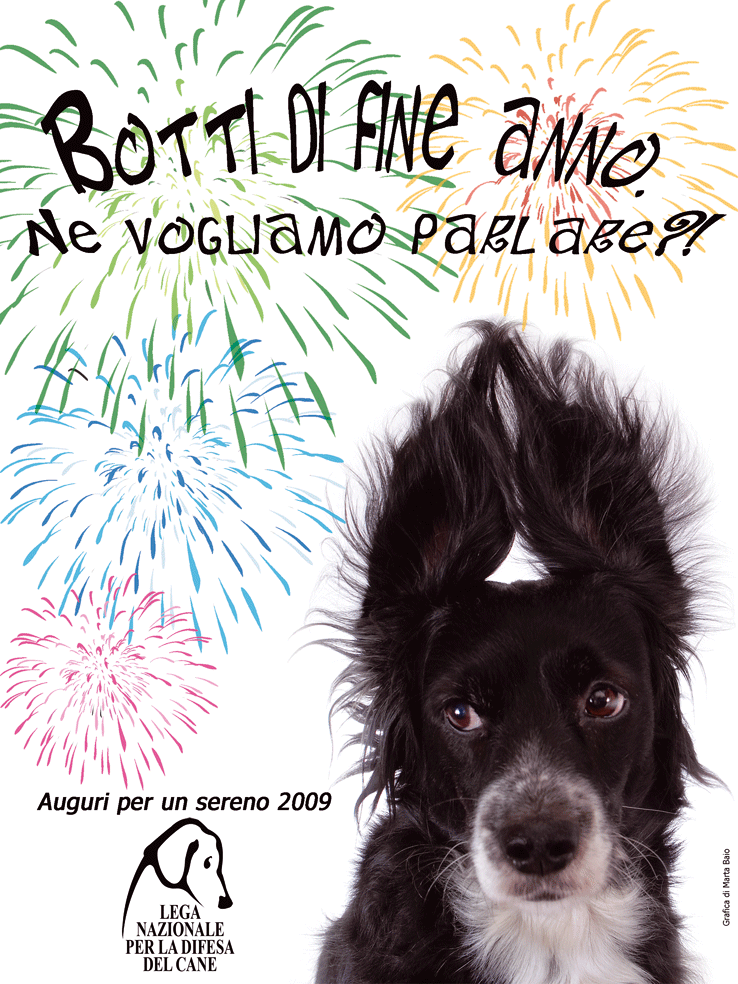 BOTTI DI FINE ANNO.
NE VOGLIAMO PARLARE?!
Auguri per un sereno 2009
LEGA
NAZIONALE
PER LA DIFESA
DEL CANE
Grafica di Marta Baio